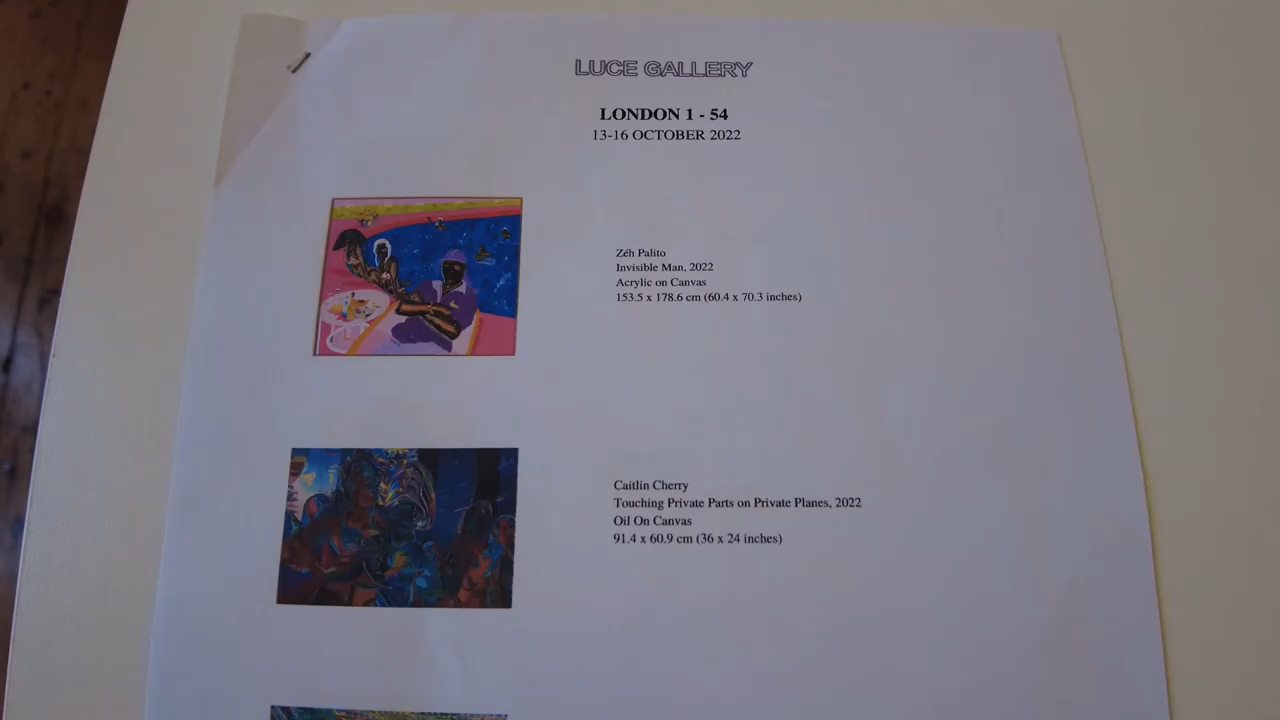 LUCE GALLERY
LONDON 1 - 54
13-16 OCTOBER 2022
Zéh Palito
Invisible Man, 2022
Acrylic on Canvas
153.5 x 178.6 cm (60.4 x 70.3 inches)
Caitlin Cherry
Touching Private Parts on Private Planes, 2022
Oil On Canvas
91.4 x 60.9 cm (36 x 24 inches)